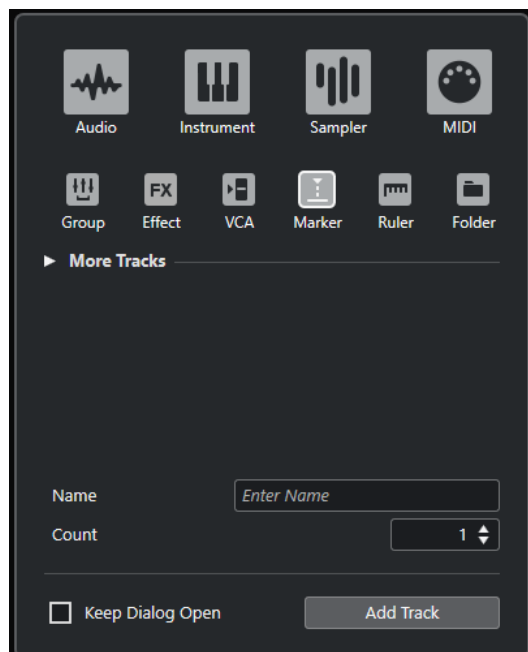 Audio Instrument Sampler MIDI
FX
Group Effect VCA Marker Ruler Folder
More Tracks
Name Enter Name
Count 1
Keep Dialog Open Add Track